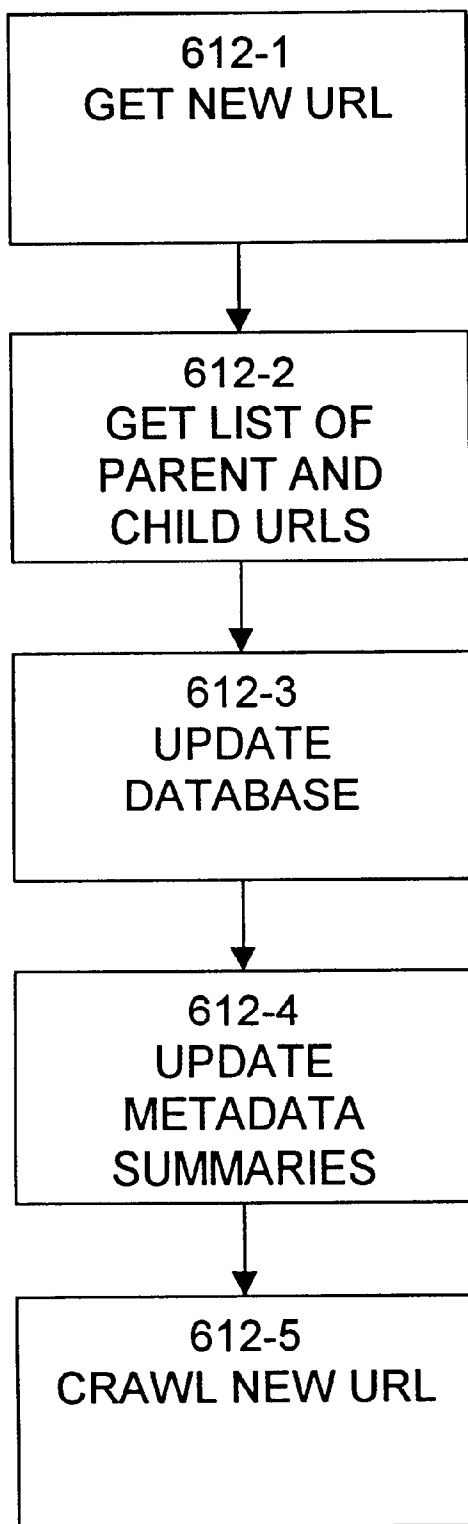 612-1
GET NEW URL
612-2
GET LIST OF
PARENT AND
CHILD URLS
612-3
UPDATE
DATABASE
612-4
UPDATE
METADATA
SUMMARIES
612-5
CRAWL NEW URL